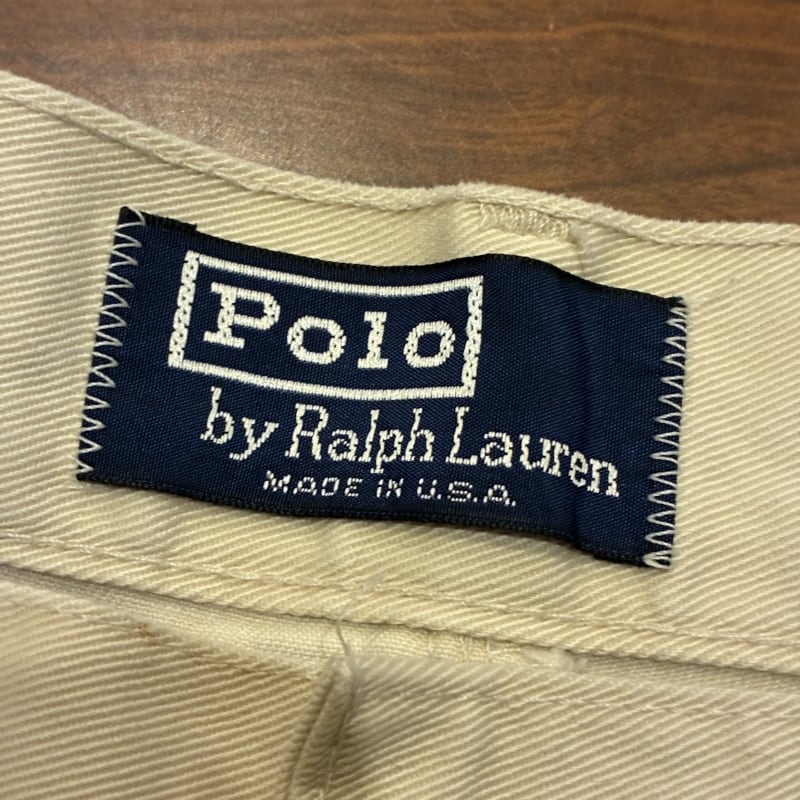 Polo
by Ralph Lauren
MADE IN U.S.A.